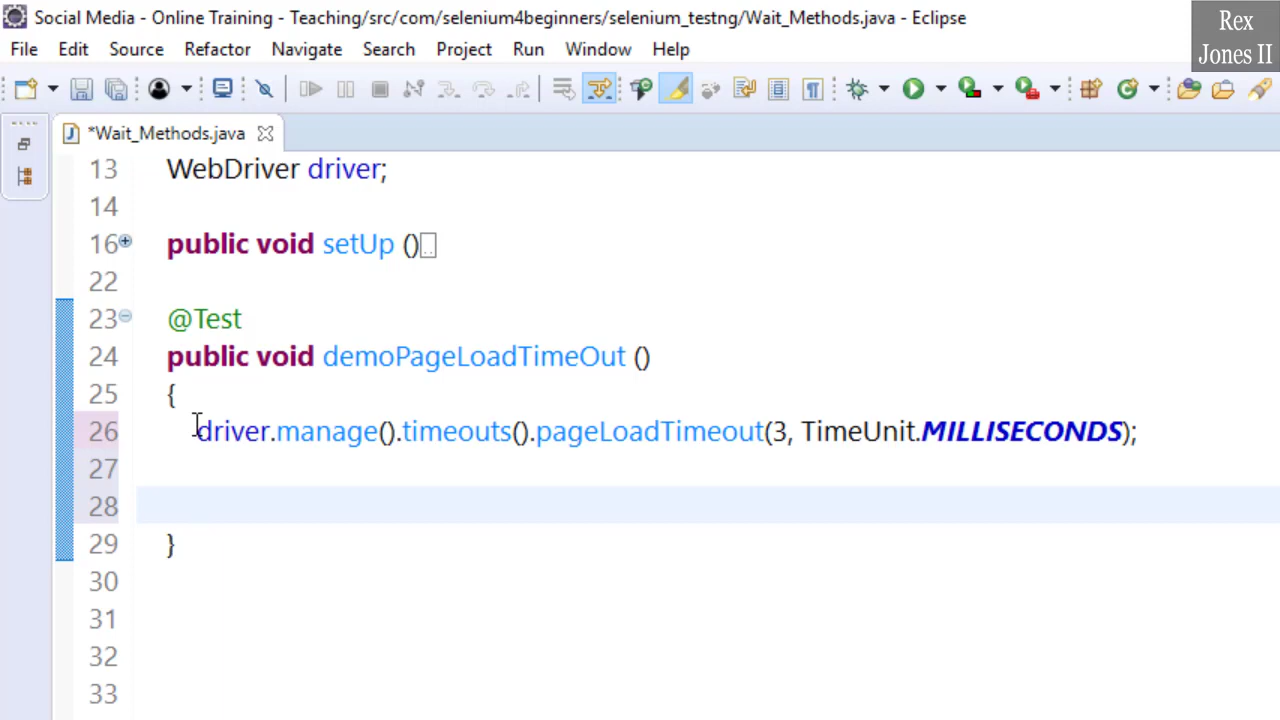 Social Media - Online Training - Teaching/src/com/selenium4beginners/selenium_testng/Wait_Methods.java - Eclipse
Rex
Jones II
File Edit Source Refactor Navigate Search Project Run Window Help
*Wait_Methods.java
13 WebDriver driver;
14
16 public void setUp ()
22
23 @Test
24 public void demoPageLoadTimeOut ()
25 {
26 driver.manage().timeouts().pageLoadTimeout(3, TimeUnit.MILLISECONDS);
27
28
29 }
30
31
32
33